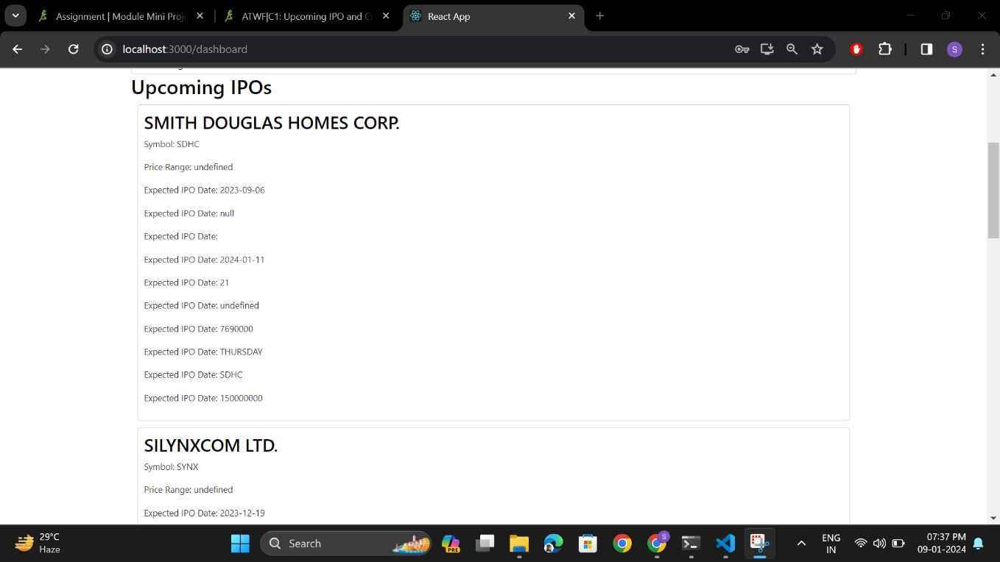 Assignment | Module Mini Proje
ATWF|C1: Upcoming IPO and C
React App
localhost:3000/dashboard
S
Upcoming IPOs
SMITH DOUGLAS HOMES CORP.
Symbol: SDHC
Price Range: undefined
Expected IPO Date: 2023-09-06
Expected IPO Date: null
Expected IPO Date:
Expected IPO Date: 2024-01-11
Expected IPO Date: 21
Expected IPO Date: undefined
Expected IPO Date: 7690000
Expected IPO Date: THURSDAY
Expected IPO Date: SDHC
Expected IPO Date: 150000000
SILYNXCOM LTD.
Symbol: SYNX
Price Range: undefined
Expected IPO Date: 2023-12-19
29°C
Haze
Search
PRE
S
ENG
IN
07:37 PM
09-01-2024